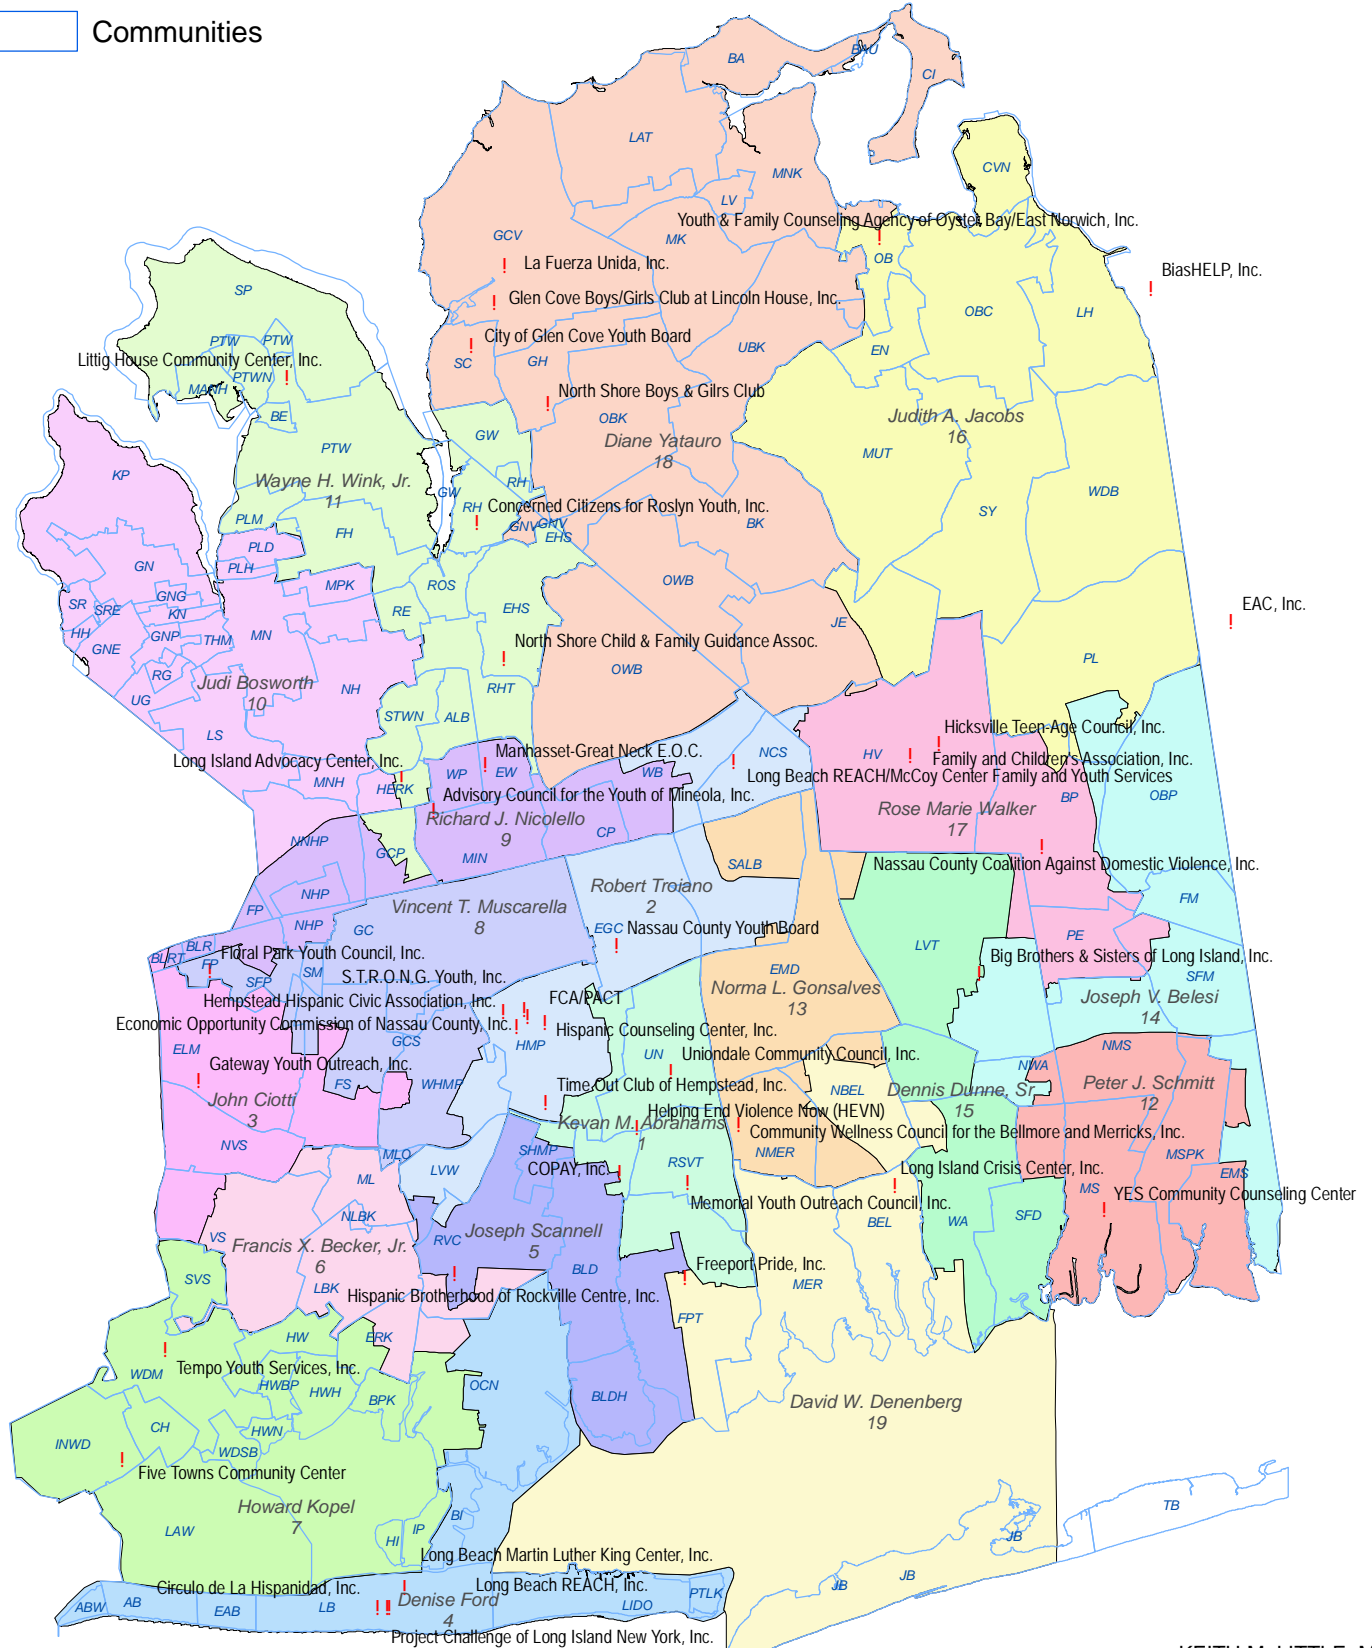 Communities
BA
BAU
CI
LAT
CVN
MNK
LV
Youth & Family Counseling Agency of Oyster Bay/East Norwich, Inc.
GCV
MK
OB
La Fuerza Unida, Inc.
BiasHELP, Inc.
SP
Glen Cove Boys/Girls Club at Lincoln House, Inc.
OBC
LH
City of Glen Cove Youth Board
PTW
PTW
UBK
EN
Littig House Community Center, Inc.
SC
GH
PTWN
MANH
North Shore Boys & Gilrs Club
BE
OBK
Judith A. Jacobs
16
GW
Diane Yatauro
18
PTW
MUT
KP
Wayne H. Wink, Jr.
11
RH
GW
WDB
RH
Concerned Citizens for Roslyn Youth, Inc.
SY
PLM
GNV
GNV
BK
FH
EHS
PLD
GN
PLH
OWB
MPK
ROS
GNG
SR
SRE
KN
RE
EHS
EAC, Inc.
JE
HH
GNP
THM
MN
GNE
North Shore Child & Family Guidance Assoc.
PL
RG
OWB
Judi Bosworth
10
NH
RHT
UG
STWN
ALB
LS
Hicksville Teen-Age Council, Inc.
Manhasset-Great Neck E.O.C.
NCS
HV
Long Island Advocacy Center, Inc.
Family and Children's Association, Inc.
WP
EW
WB
Long Beach REACH/McCoy Center Family and Youth Services
MNH
HERK
Advisory Council for the Youth of Mineola, Inc.
BP
OBP
Rose Marie Walker
17
Richard J. Nicolello
9
CP
NNHP
GCP
MIN
SALB
Nassau County Coalition Against Domestic Violence, Inc.
NHP
Robert Troiano
2
FM
FP
Vincent T. Muscarella
8
NHP
GC
EGC
Nassau County Youth Board
PE
BLR
LVT
BLRT
Floral Park Youth Council, Inc.
Big Brothers & Sisters of Long Island, Inc.
FP
SFP
SM
S.T.R.O.N.G. Youth, Inc.
EMD
SFM
Norma L. Gonsalves
13
Hempstead Hispanic Civic Association, Inc.
FCA/PACT
Joseph V. Belesi
14
Economic Opportunity Commission of Nassau County, Inc.
Hispanic Counseling Center, Inc.
GCS
HMP
ELM
UN
Uniondale Community Council, Inc.
NMS
Gateway Youth Outreach, Inc.
NWA
FS
WHMP
Time Out Club of Hempstead, Inc.
NBEL
Dennis Dunne, Sr
15
Peter J. Schmitt
12
John Ciotti
3
Helping End Violence Now (HEVN)
Kevan M. Abrahams
1
Community Wellness Council for the Bellmore and Merricks, Inc.
NVS
SHMP
MLO
NMER
MSPK
COPAY, Inc.
LVW
RSVT
Long Island Crisis Center, Inc.
EMS
ML
MS
YES Community Counseling Center
Memorial Youth Outreach Council, Inc.
NLBK
BEL
WA
SFD
VS
Francis X. Becker, Jr.
6
RVC
Joseph Scannell
5
Freeport Pride, Inc.
SVS
BLD
MER
LBK
Hispanic Brotherhood of Rockville Centre, Inc.
FPT
HW
ERK
Tempo Youth Services, Inc.
WDM
HWBP
HWH
BPK
OCN
BLDH
David W. Denenberg
19
CH
HWN
INWD
WDSB
Five Towns Community Center
Howard Kopel
7
BI
TB
LAW
IP
HI
JB
Long Beach Martin Luther King Center, Inc.
JB
Circulo de La Hispanidad, Inc.
Long Beach REACH, Inc.
JB
PTLK
Denise Ford
4
ABW
AB
EAB
LB
LIDO
Project Challenge of Long Island New York, Inc.